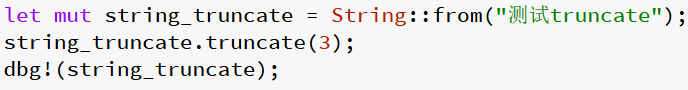 let mut string_truncate = String::from("测试truncate");
string_truncate.truncate(3);
dbg!(string_truncate);